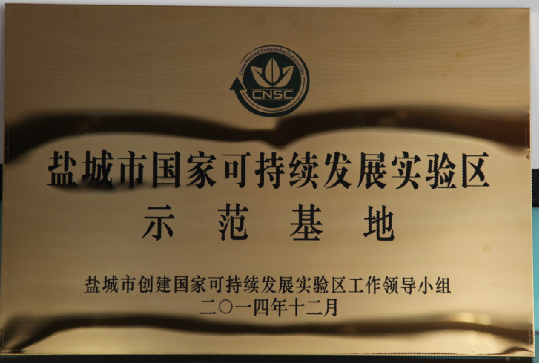 CNSC
盐城市国家可持续发展实验区
示范基地
盐城市创建国家可持续发展实验区工作领导小组
二〇一四年十二月